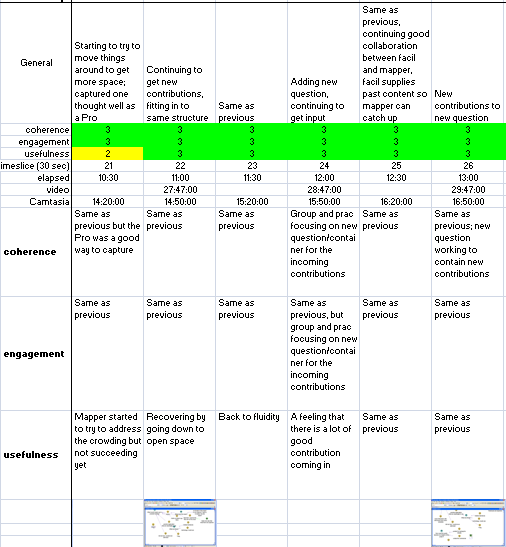 General
Starting to try to
move things
around to get
more space;
captured one
thought well as
a Pro
Continuing to
get new
contributions,
fitting in to
same structure
Same as
previous
Adding new
question,
continuing to
get input
Same as
previous,
continuing good
collaboration
between facil
and mapper,
facil supplies
past content so
mapper can
catch up
New
contributions to
new question
coherence 3 3 3 3 3 3
engagement 3 3 3 3 3 3
usefulness 2 3 3 3 3 3
imeslice (30 sec) 21 22 23 24 25 26
elapsed 10:30 11:00 11:30 12:00 12:30 13:00
video 27:47:00 28:47:00 29:47:00
Camtasia 14:20:00 14:50:00 15:20:00 15:50:00 16:20:00 16:50:00
coherence
Same as
previous but the
Pro was a good
way to capture
Same as
previous
Same as
previous
Group and prac
focusing on new
question/contai
ner for the
incoming
contributions
Same as
previous
Same as
previous; new
question
working to
contain new
contributions
engagement
Same as
previous
Same as
previous
Same as
previous
Same as
previous, but
group and prac
focusing on new
question/contai
ner for the
incoming
contributions
Same as
previous
Same as
previous
usefulness
Mapper started
to try to address
the crowding but
not succeeding
yet
Recovering by
going down to
open space
Back to fluidity
A feeling that
there is a lot of
good
contribution
coming in
Same as
previous
Same as
previous